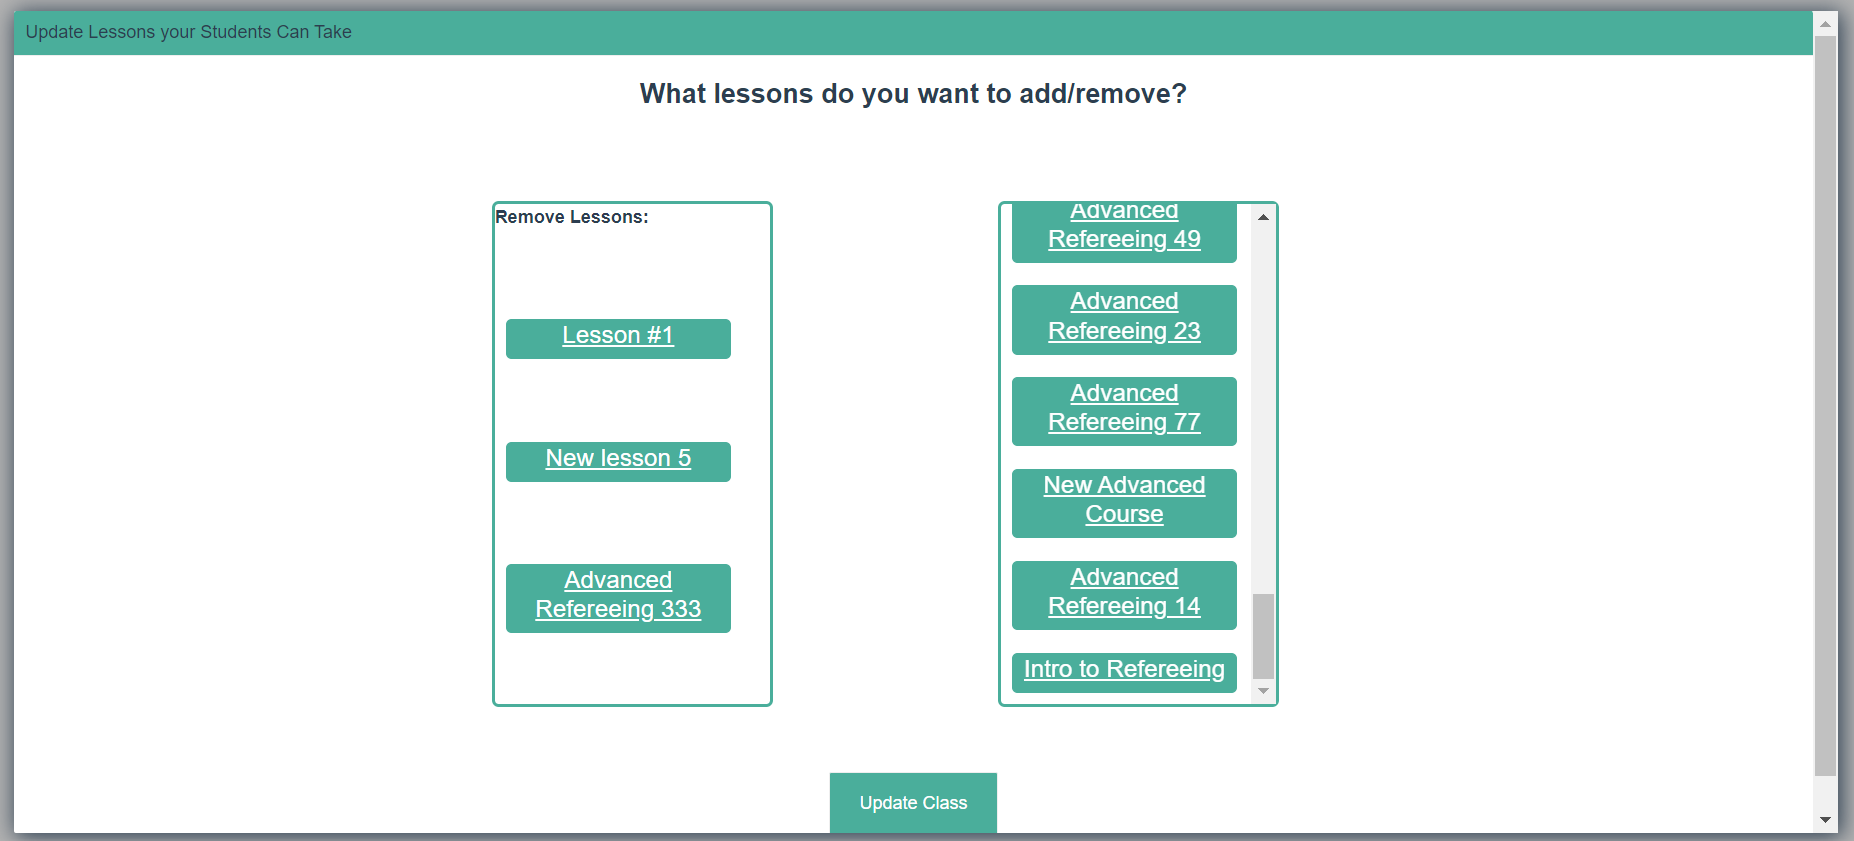 Update Lessons your Students Can Take
What lessons do you want to add/remove?
Remove Lessons:
Lesson #1
New lesson 5
Advanced
Refereeing 333
Advanced
Refereeing 49
Advanced
Refereeing 23
Advanced
Refereeing 77
New Advanced
Course
Advanced
Refereeing 14
Intro to Refereeing
Update Class